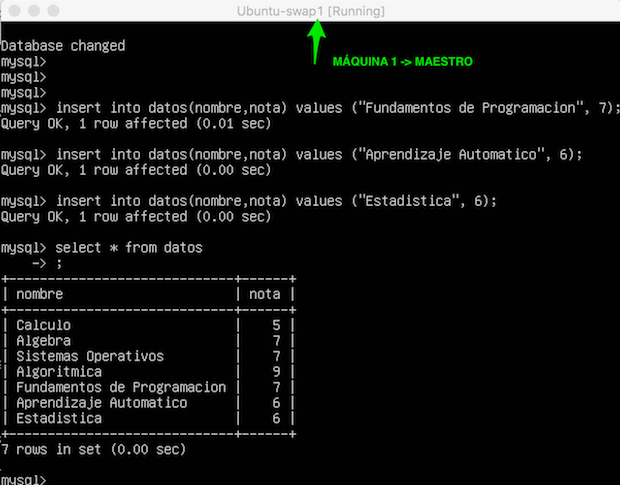 Ubuntu-swap1 [Running]
Database changed
MÁQUINA 1 -> MAESTRO
mysql>
mysql>
mysql>
mysql> insert into datos(nombre,nota) values ("Fundamentos de Programacion", 7);
Query OK, 1 row affected (0.01 sec)
mysql> insert into datos(nombre,nota) values ("Aprendizaje Automatico", 6);
Query OK, 1 row affected (0.00 sec)
mysql> insert into datos(nombre,nota) values ("Estadistica", 6);
Query OK, 1 row affected (0.00 sec)
mysql> select * from datos
-> ;
+-----------------------------+------+
| nombre | nota |
+-----------------------------+------+
| Calculo | 5 |
| Algebra | 7 |
| Sistemas Operativos | 7 |
| Algoritmica | 9 |
| Fundamentos de Programacion | 7 |
| Aprendizaje Automatico | 6 |
| Estadistica | 6 |
+-----------------------------+------+
7 rows in set (0.00 sec)
mysql>